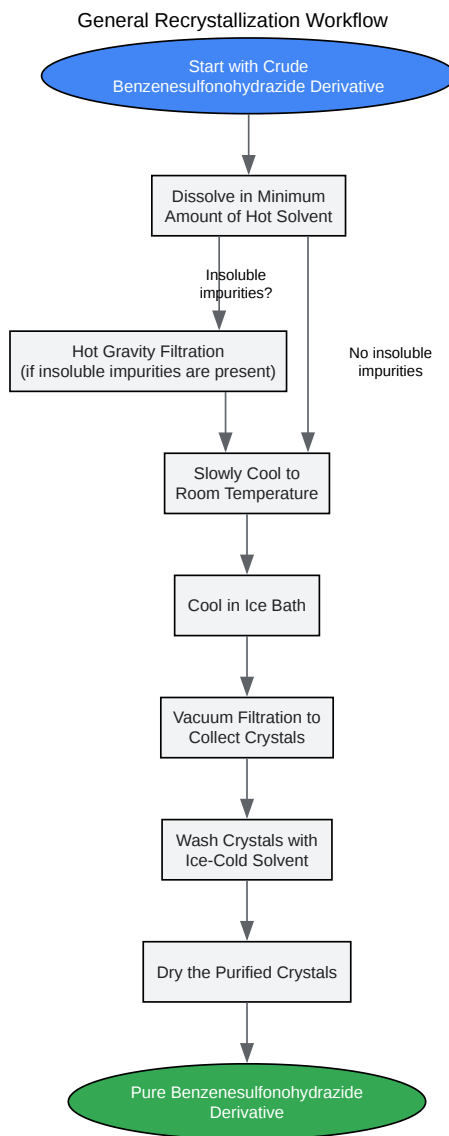 General Recrystallization Workflow
Start with Crude
Benzenesulfonohydrazide Derivative
Dissolve in Minimum
Amount of Hot Solvent
Insoluble
impurities?
Hot Gravity Filtration
(if insoluble impurities are present)
No insoluble
impurities
Slowly Cool to
Room Temperature
Cool in Ice Bath
Vacuum Filtration to
Collect Crystals
Wash Crystals with
Ice-Cold Solvent
Dry the Purified Crystals
Pure Benzenesulfonohydrazide
Derivative